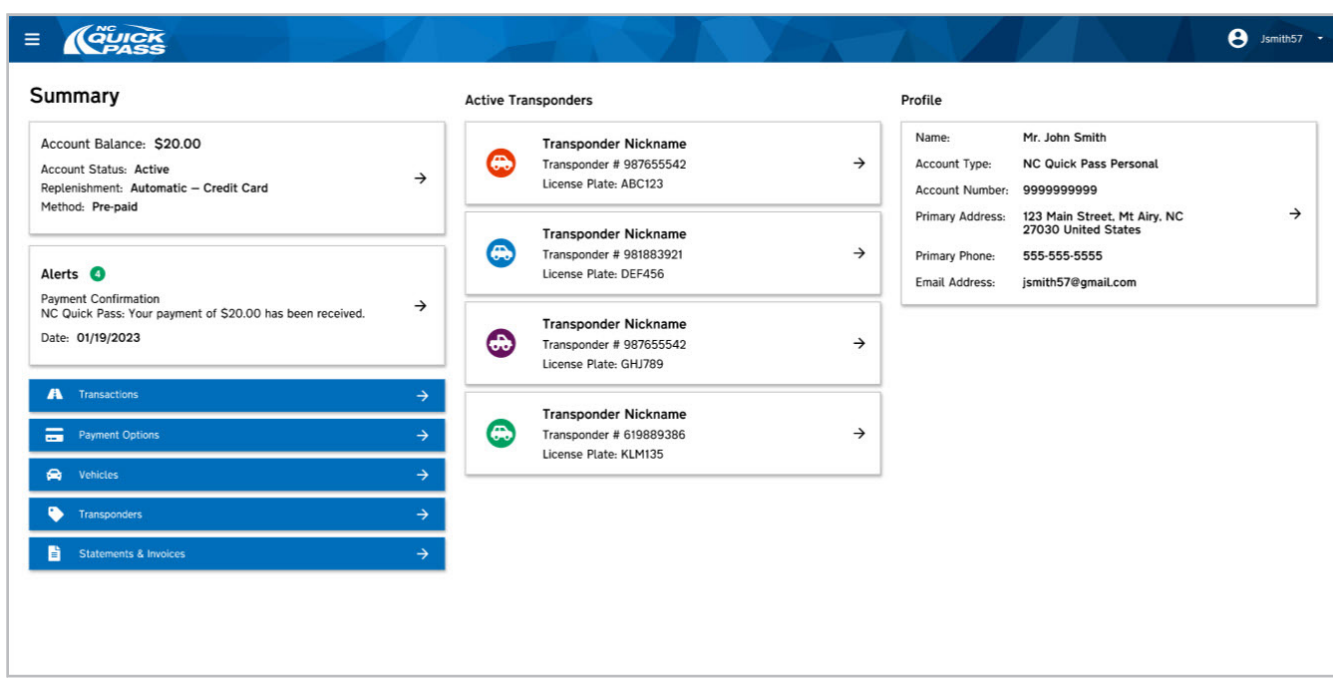 NC
QUICK
PASS
Jsmith57
Summary
Account Balance: $20.00
Account Status: Active
Replenishment: Automatic – Credit Card
Method: Pre-paid
Alerts 4
Payment Confirmation
NC Quick Pass: Your payment of $20.00 has been received.
Date: 01/19/2023
Transactions
Payment Options
Vehicles
Transponders
Statements & Invoices
Active Transponders
Transponder Nickname
Transponder # 987655542
License Plate: ABC123
Transponder Nickname
Transponder # 981883921
License Plate: DEF456
Transponder Nickname
Transponder # 987655542
License Plate: GHJ789
Transponder Nickname
Transponder # 619889386
License Plate: KLM135
Profile
Name: Mr. John Smith
Account Type: NC Quick Pass Personal
Account Number: 9999999999
Primary Address: 123 Main Street, Mt Airy, NC
27030 United States
Primary Phone: 555-555-5555
Email Address: jsmith57@gmail.com